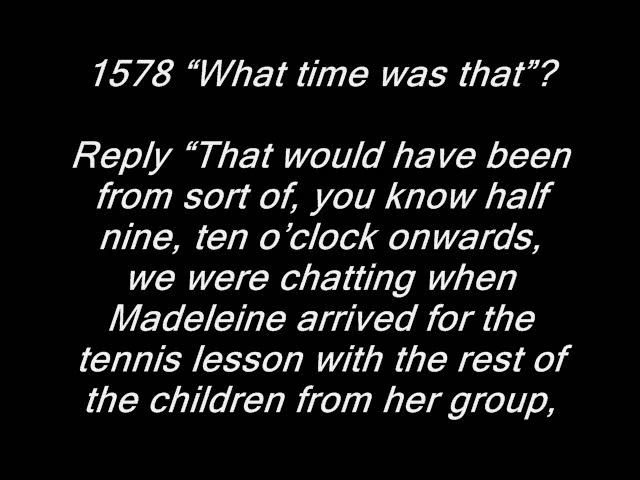 1578 “What time was that”?
Reply “That would have been
from sort of, you know half
nine, ten o’clock onwards,
we were chatting when
Madeleine arrived for the
tennis lesson with the rest of
the children from her group,